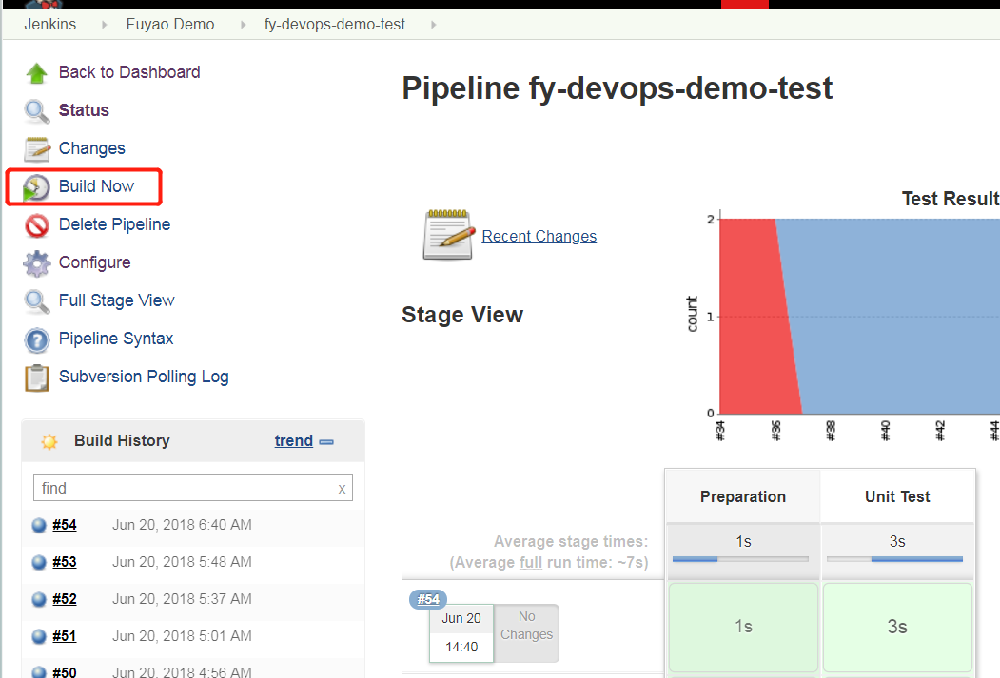 Jenkins Fuyao Demo fy-devops-demo-test
Back to Dashboard
Status
Changes
Build Now
Delete Pipeline
Configure
Full Stage View
Pipeline Syntax
Subversion Polling Log
Build History trend
find x
#54 Jun 20, 2018 6:40 AM
#53 Jun 20, 2018 5:48 AM
#52 Jun 20, 2018 5:37 AM
#51 Jun 20, 2018 5:01 AM
#50 Jun 20, 2018 4:56 AM
Pipeline fy-devops-demo-test
Recent Changes
Test Result
count
2
1
0
#34 #36 #38 #40 #42 #44
Stage View
Preparation Unit Test
Average stage times: 1s 3s
(Average full run time: ~7s)
#54
Jun 20
14:40
No
Changes
1s 3s